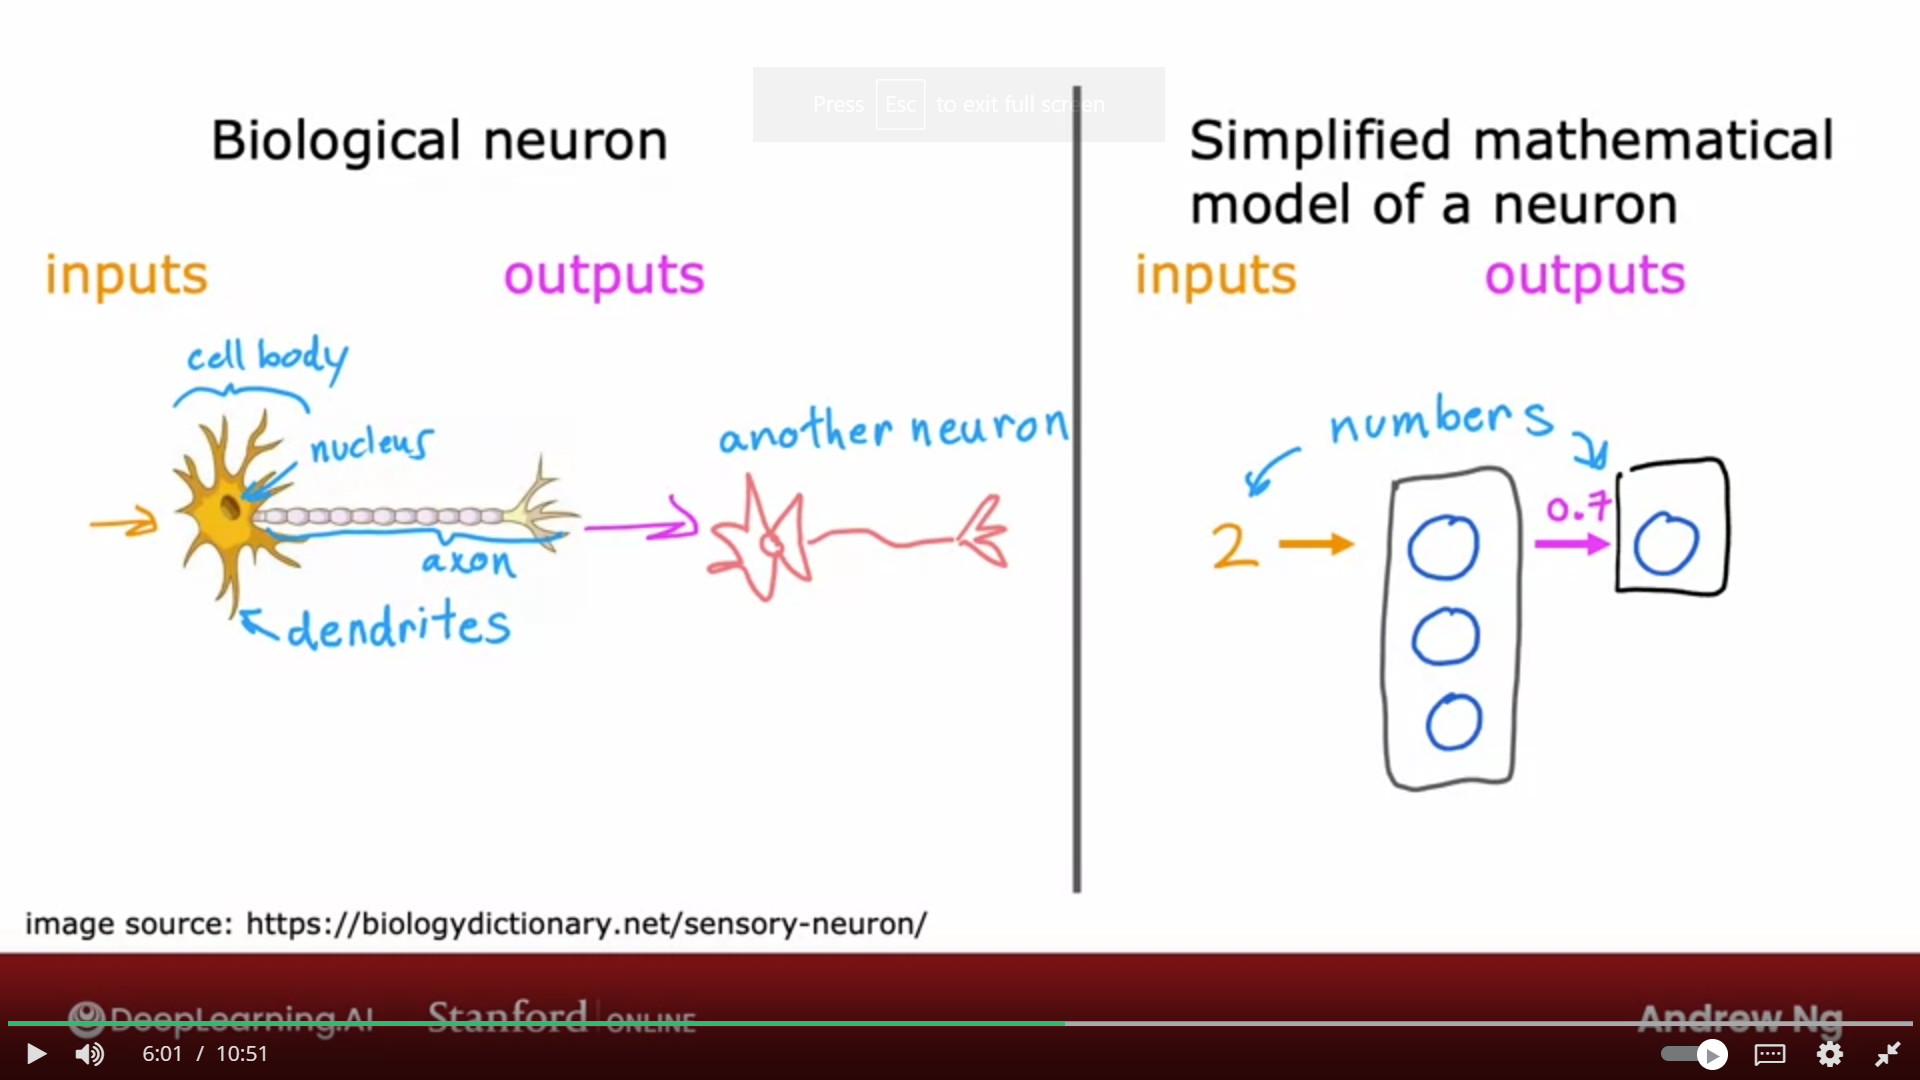 Press Esc to exit full screen
Biological neuron
inputs
outputs
cell body
nucleus
axon
dendrites
another neuron
Simplified mathematical
model of a neuron
inputs
outputs
numbers
2
0.7
image source: https://biologydictionary.net/sensory-neuron/
DeepLearning.AI
Stanford ONLINE
Andrew Ng
6:01 / 10:51